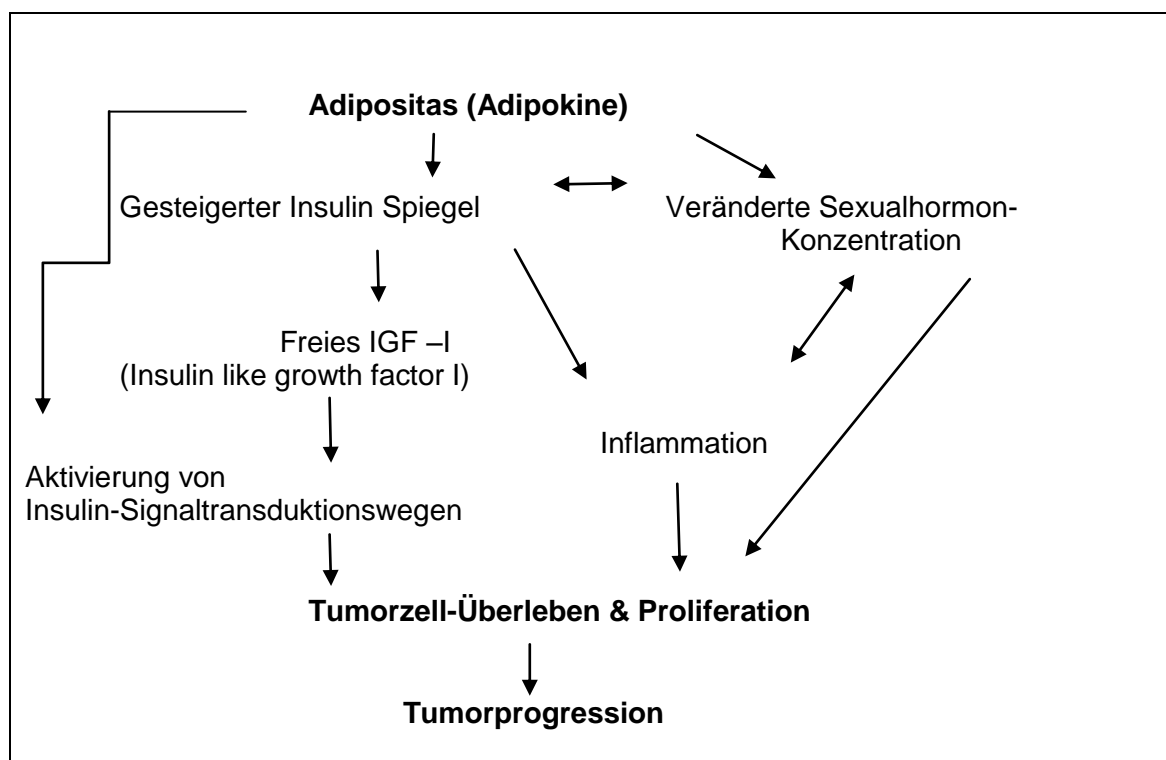 Adipositas (Adipokine)
Gesteigerter Insulin Spiegel
Veränderte Sexualhormon-
Konzentration
Freies IGF –I
(Insulin like growth factor I)
Inflammation
Aktivierung von
Insulin-Signaltransduktionswegen
Tumorzell-Überleben & Proliferation
Tumorprogression